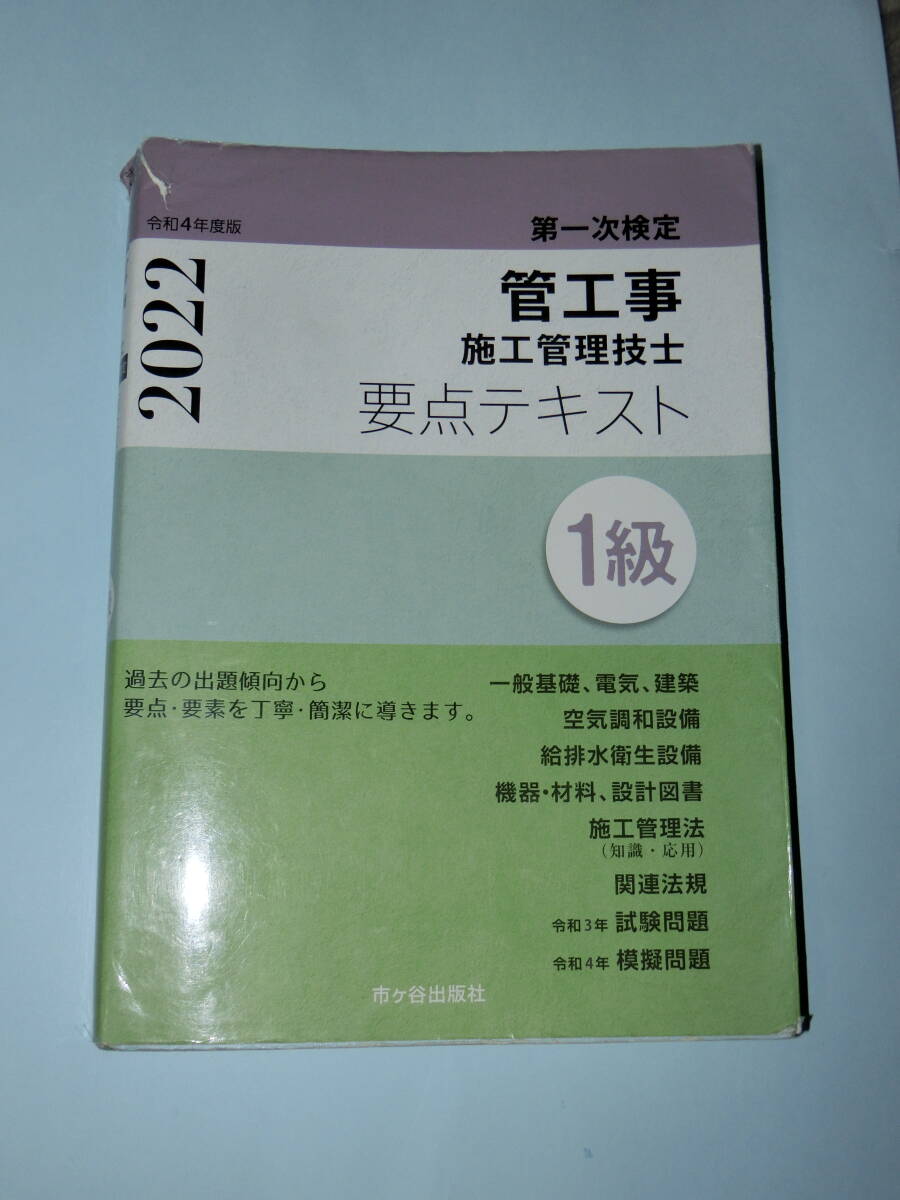 令和4年度版
第一次検定
2022
管工事
施工管理技士
要点テキスト
1級
過去の出題傾向から
要点・要素を丁寧・簡潔に導きます。
一般基礎、電気、建築
空気調和設備
給排水衛生設備
機器・材料、設計図書
施工管理法
(知識・応用)
関連法規
令和3年 試験問題
令和4年 模擬問題
市ヶ谷出版社